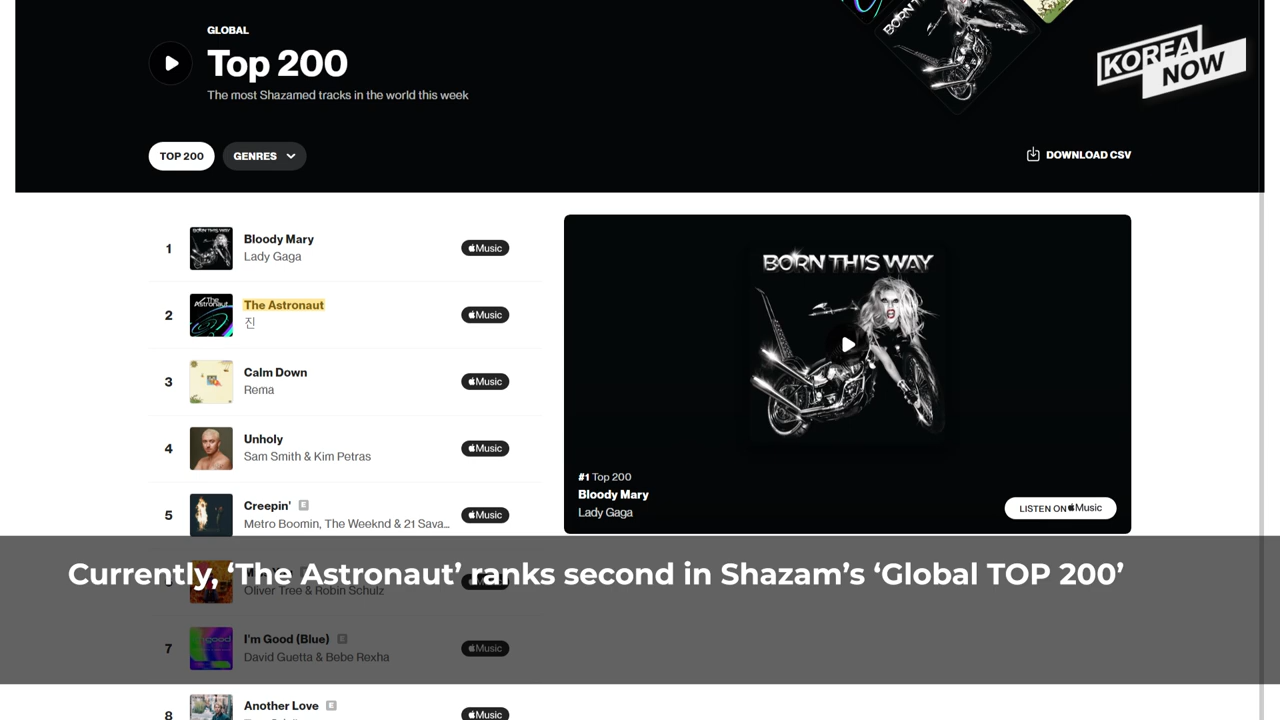 GLOBAL
Top 200
The most Shazamed tracks in the world this week
KOREA
NOW
TOP 200
GENRES
DOWNLOAD CSV
1
Bloody Mary
Lady Gaga
Music
2
The Astronaut
진
Music
3
Calm Down
Rema
Music
4
Unholy
Sam Smith & Kim Petras
Music
5
Creepin' E
Metro Boomin, The Weeknd & 21 Sava...
Music
BORN THIS WAY
#1 Top 200
Bloody Mary
Lady Gaga
LISTEN ON Music
Currently, ‘The Astronaut’ ranks second in Shazam’s ‘Global TOP 200’
Oliver Tree & Robin Schulz
7
I'm Good (Blue) E
David Guetta & Bebe Rexha
Music
8
Another Love E
Music